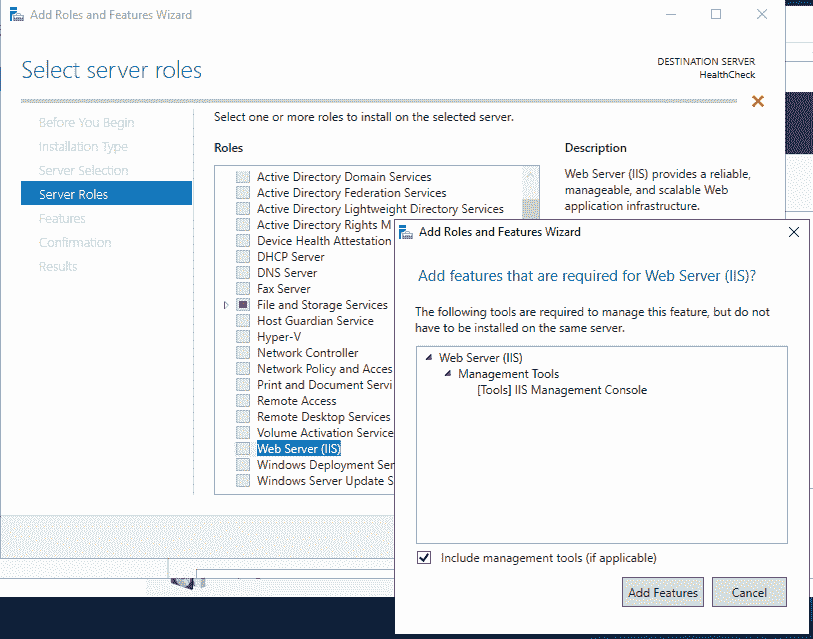 Add Roles and Features Wizard
Select server roles
DESTINATION SERVER
HealthCheck
Before You Begin
Installation Type
Server Selection
Server Roles
Features
Confirmation
Results
Select one or more roles to install on the selected server.
Roles
Active Directory Domain Services
Active Directory Federation Services
Active Directory Lightweight Directory Services
Active Directory Rights M
Device Health Attestation
DHCP Server
DNS Server
Fax Server
File and Storage Services
Host Guardian Service
Hyper-V
Network Controller
Network Policy and Acces
Print and Document Servi
Remote Access
Remote Desktop Services
Volume Activation Service
Web Server (IIS)
Windows Deployment Ser
Windows Server Update S
Description
Web Server (IIS) provides a reliable,
manageable, and scalable Web
application infrastructure.
Add Roles and Features Wizard
Add features that are required for Web Server (IIS)?
The following tools are required to manage this feature, but do not
have to be installed on the same server.
Web Server (IIS)
Management Tools
[Tools] IIS Management Console
Include management tools (if applicable)
Add Features
Cancel